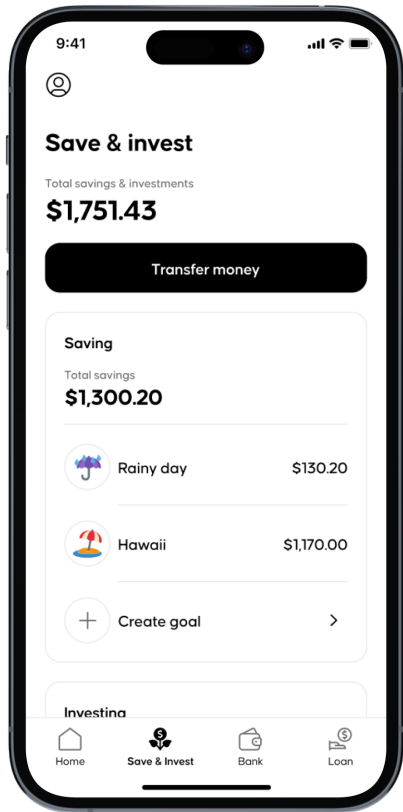 9:41
Save & invest
Total savings & investments
$1,751.43
Transfer money
Saving
Total savings
$1,300.20
Rainy day $130.20
Hawaii $1,170.00
Create goal
Investing
Home Save & Invest Bank Loan